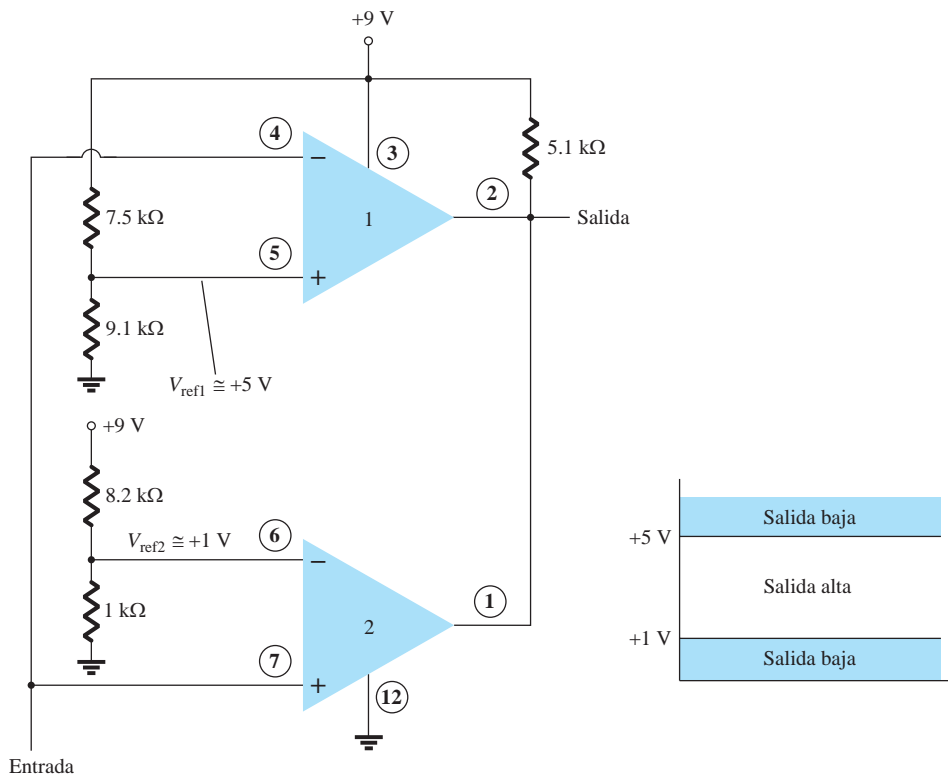 +9 V
4
−
3
5.1 kΩ
2
7.5 kΩ
1
Salida
5
+
9.1 kΩ
Vref1 ≅ +5 V
+9 V
8.2 kΩ
Vref2 ≅ +1 V
6
−
1 kΩ
2
1
7
+
12
Entrada
Salida baja
+5 V
Salida alta
+1 V
Salida baja